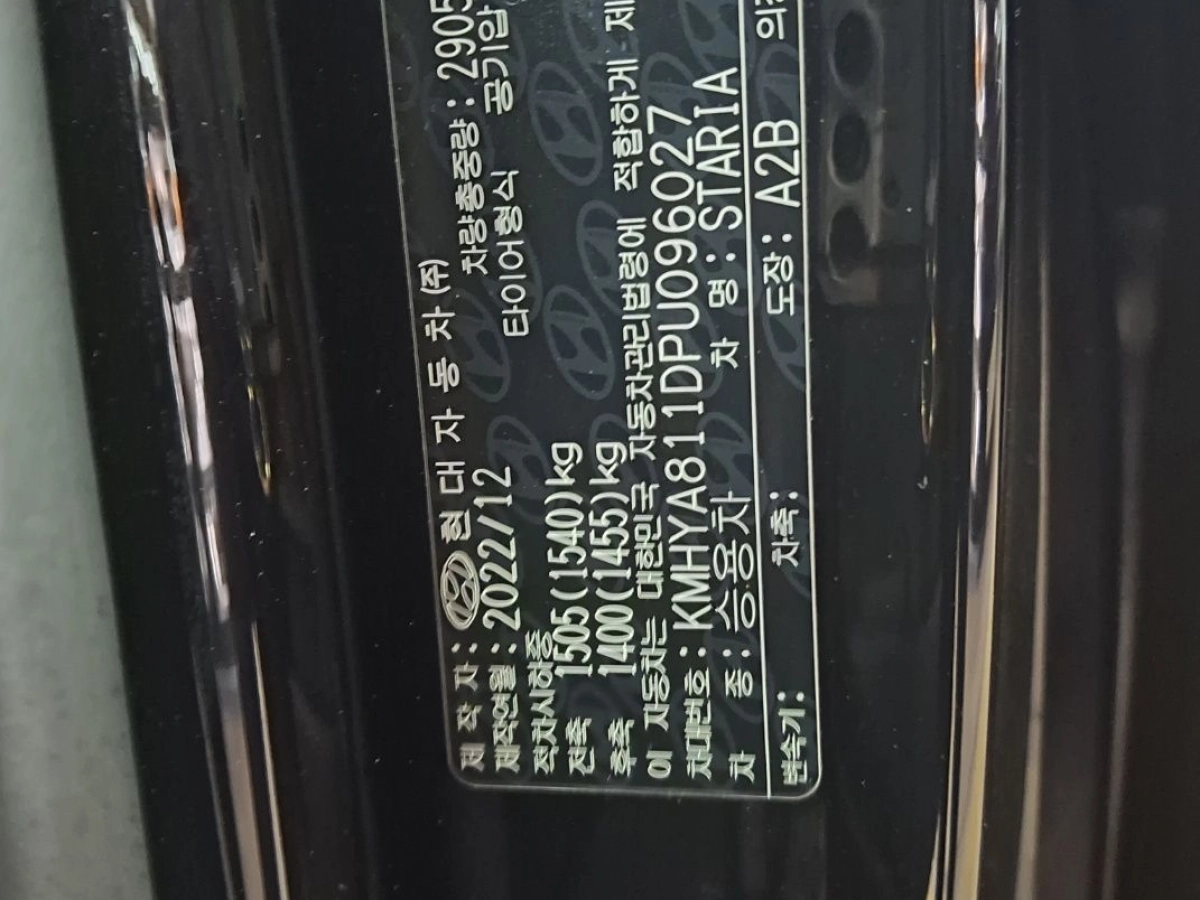 제 작 자 : 현 대 자 동 차 (주)
제작연월 : 2022/12 차량총중량 : 2905
적차시하중 타이어형식 공기압
전축 1505(1540)kg
후축 1400(1455)kg
이 자동차는 대한민국 자동차관리법령에 적합하게 제
차대번호 : KMHYA811DPU096027
차 종 : 승용차 차 명 : STARIA
변속기 : 차축 : 도장 : A2B